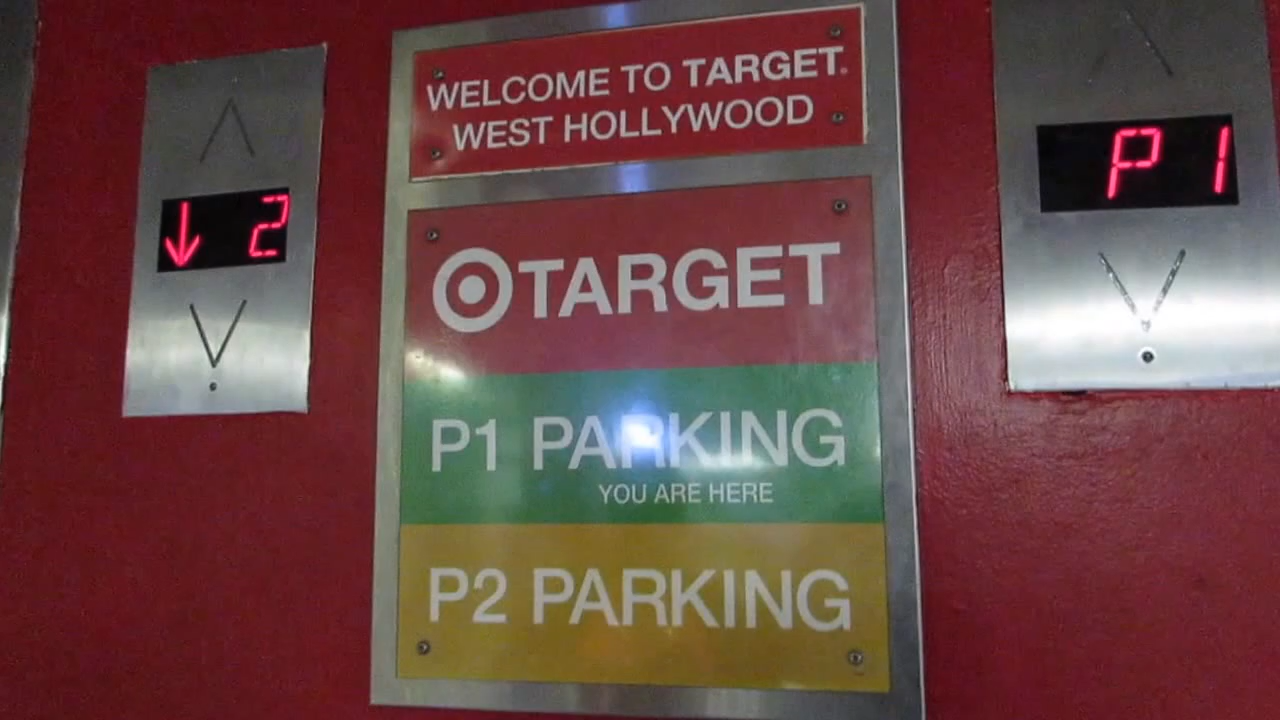 WELCOME TO TARGET
WEST HOLLYWOOD
TARGET
P1 PARKING
YOU ARE HERE
P2 PARKING
↓ 2
P1